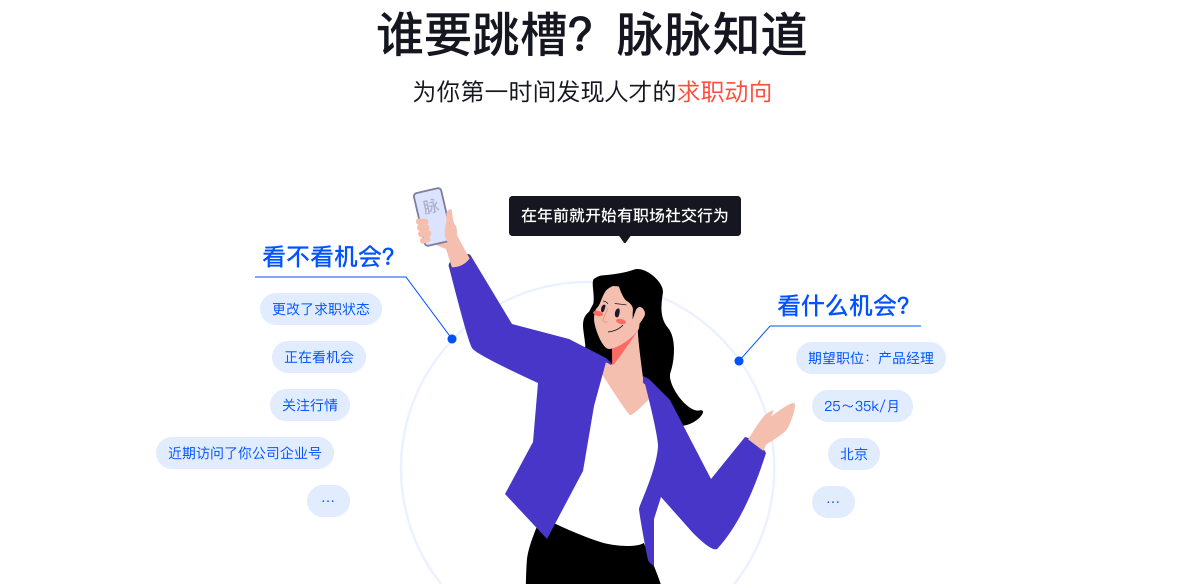 谁要跳槽？脉脉知道
为你第一时间发现人才的求职动向
脉
在年前就开始有职场社交行为
看不看机会?
更改了求职状态
正在看机会
关注行情
近期访问了你公司企业号
···
看什么机会?
期望职位：产品经理
25～35k/月
北京
···